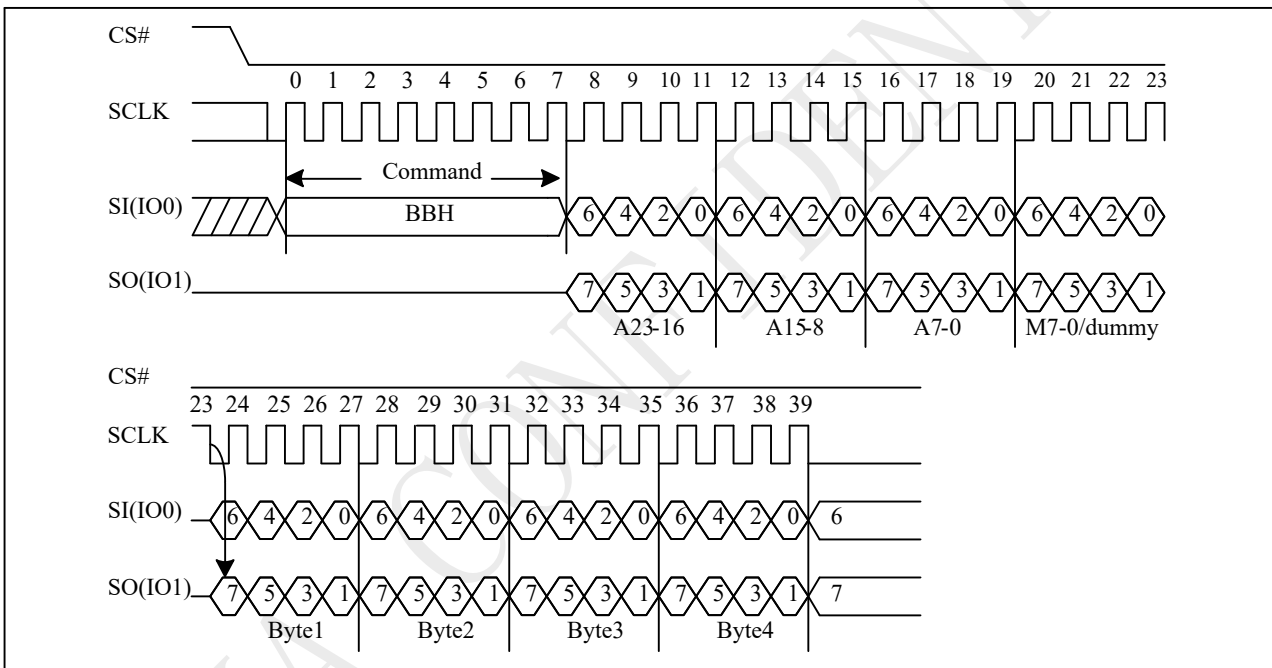 CS#
0 1 2 3 4 5 6 7 8 9 10 11 12 13 14 15 16 17 18 19 20 21 22 23
SCLK
Command
SI(IO0) BBH 6 4 2 0 6 4 2 0 6 4 2 0 6 4 2 0
SO(IO1) 7 5 3 1 7 5 3 1 7 5 3 1 7 5 3 1
A23-16 A15-8 A7-0 M7-0/dummy
CS#
23 24 25 26 27 28 29 30 31 32 33 34 35 36 37 38 39
SCLK
SI(IO0) 6 4 2 0 6 4 2 0 6 4 2 0 6 4 2 0 6
SO(IO1) 7 5 3 1 7 5 3 1 7 5 3 1 7 5 3 1 7
Byte1 Byte2 Byte3 Byte4